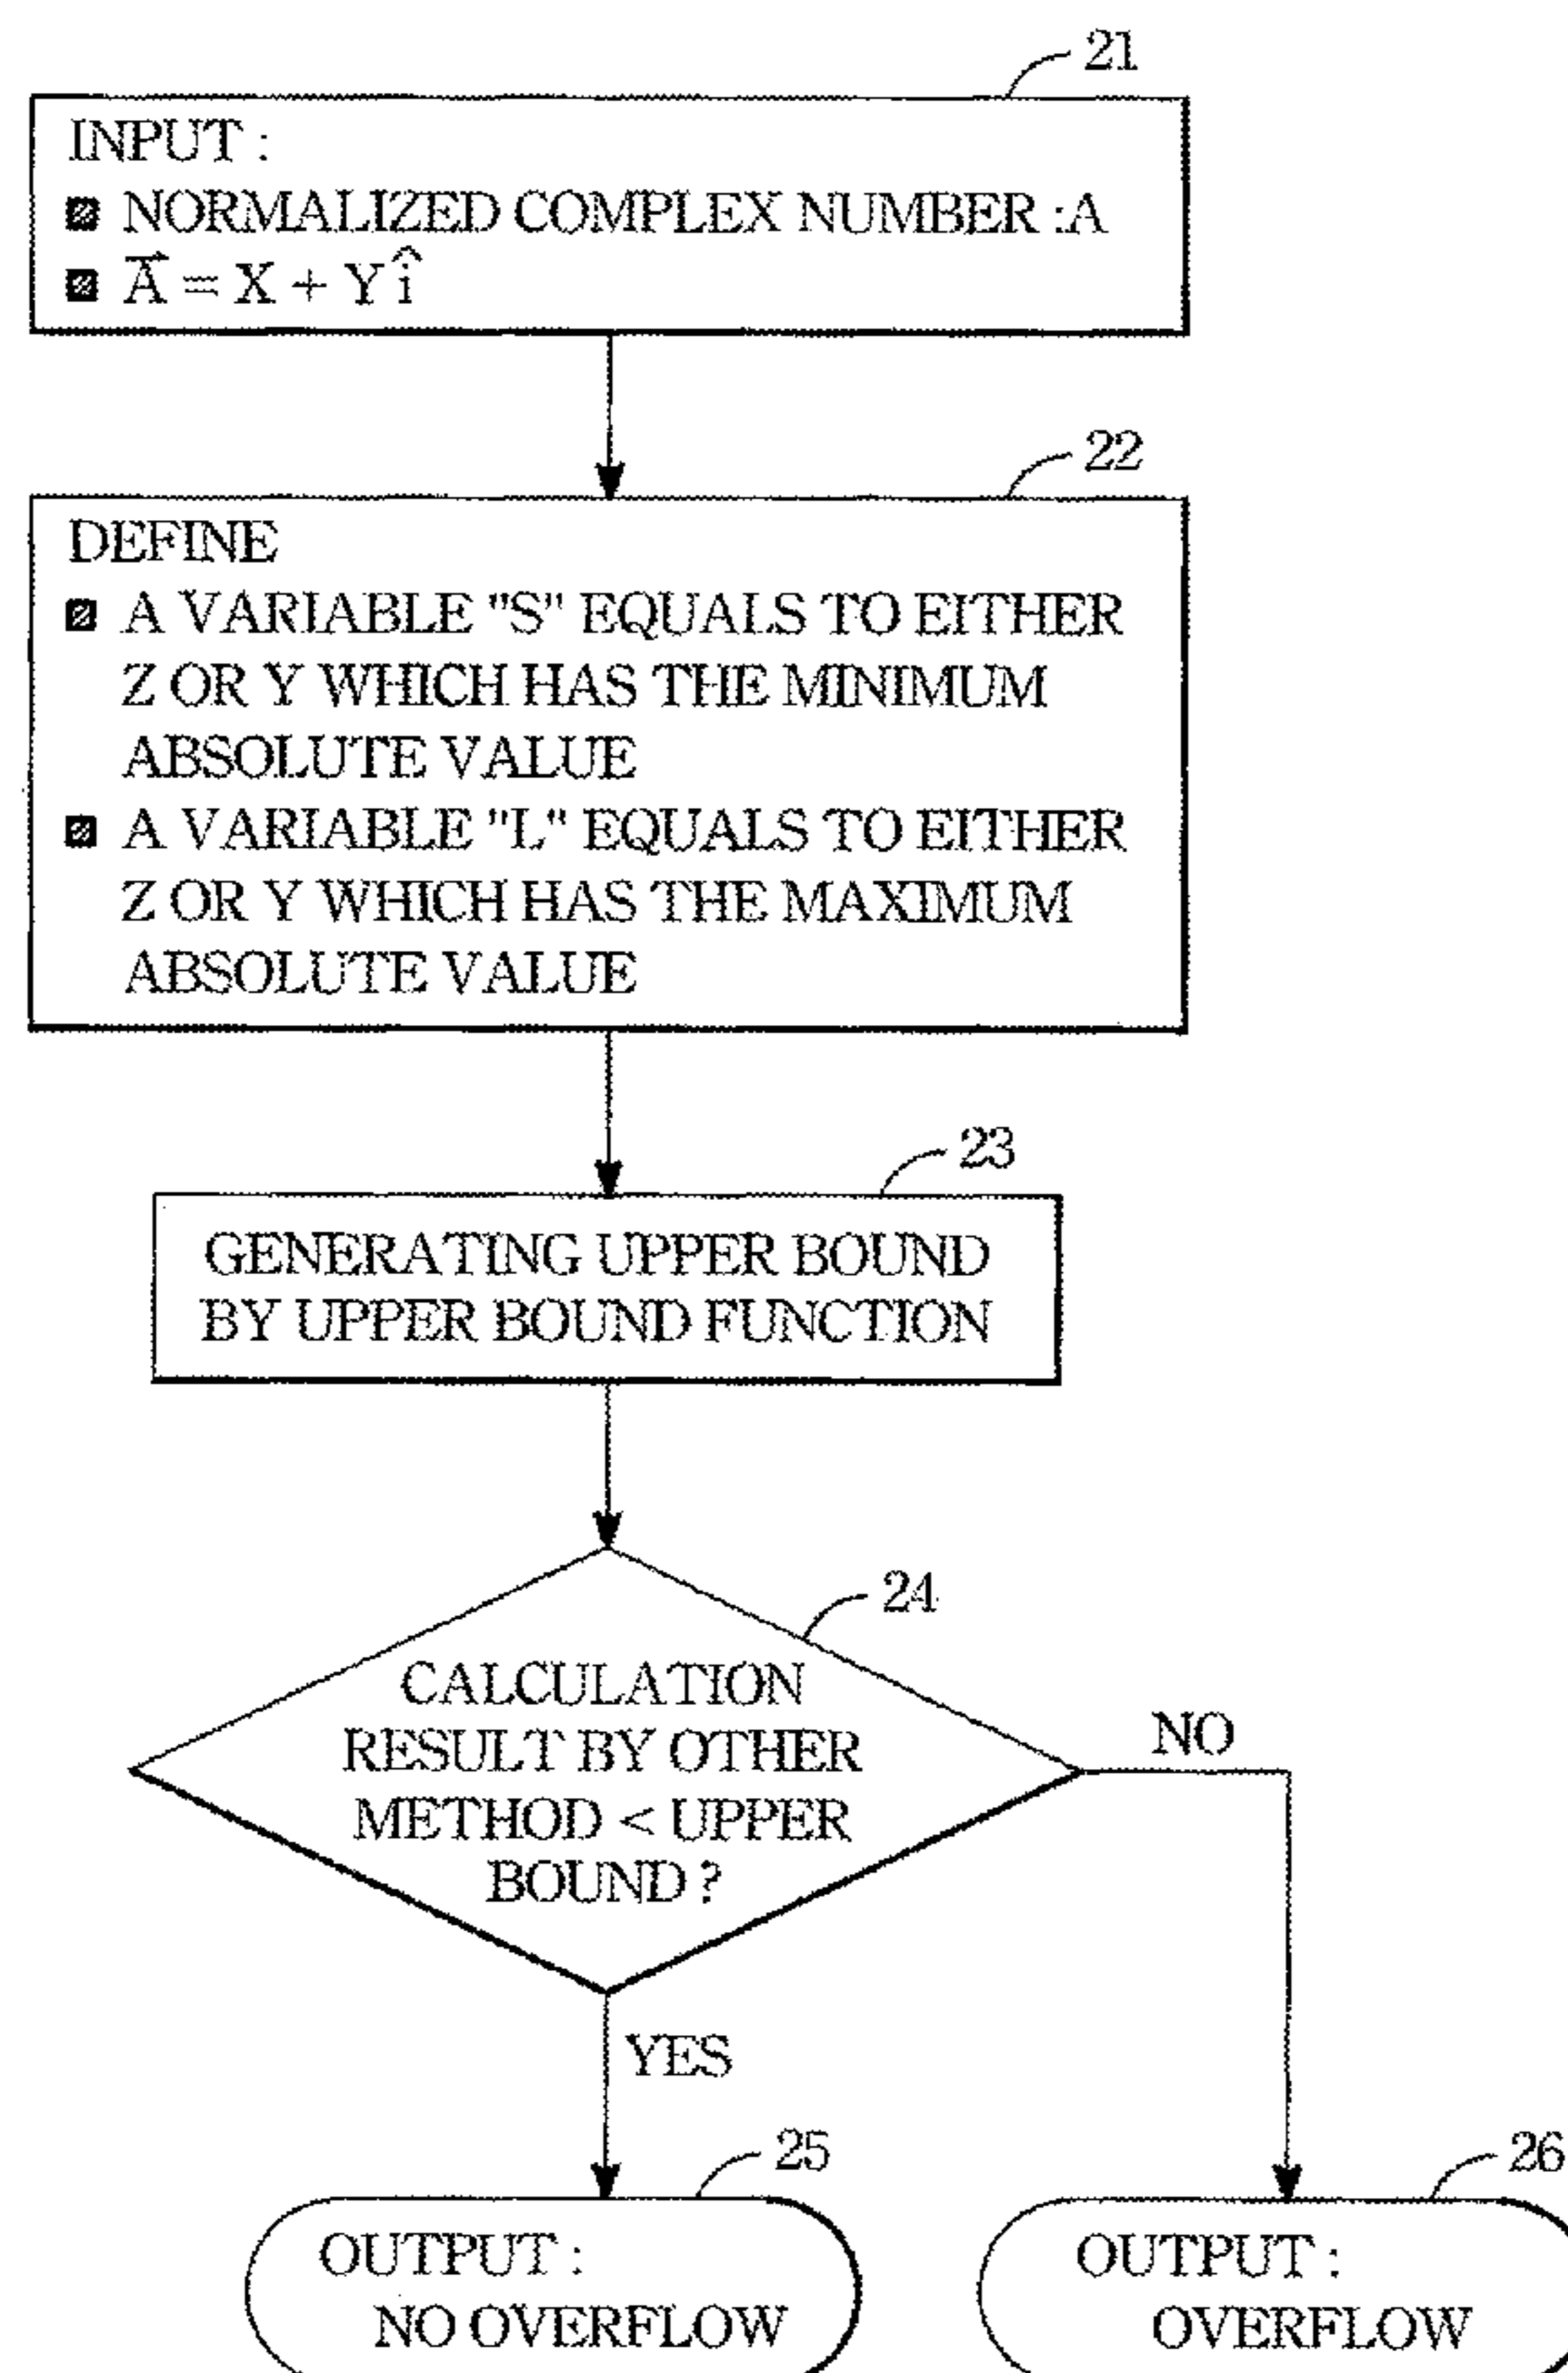 21
INPUT :
NORMALIZED COMPLEX NUMBER :A
A⃗ = X + Y î
22
DEFINE
A VARIABLE "S" EQUALS TO EITHER
Z OR Y WHICH HAS THE MINIMUM
ABSOLUTE VALUE
A VARIABLE "L" EQUALS TO EITHER
Z OR Y WHICH HAS THE MAXIMUM
ABSOLUTE VALUE
23
GENERATING UPPER BOUND
BY UPPER BOUND FUNCTION
24
CALCULATION
RESULT BY OTHER
METHOD < UPPER
BOUND ?
NO
YES
25
OUTPUT :
NO OVERFLOW
26
OUTPUT :
OVERFLOW